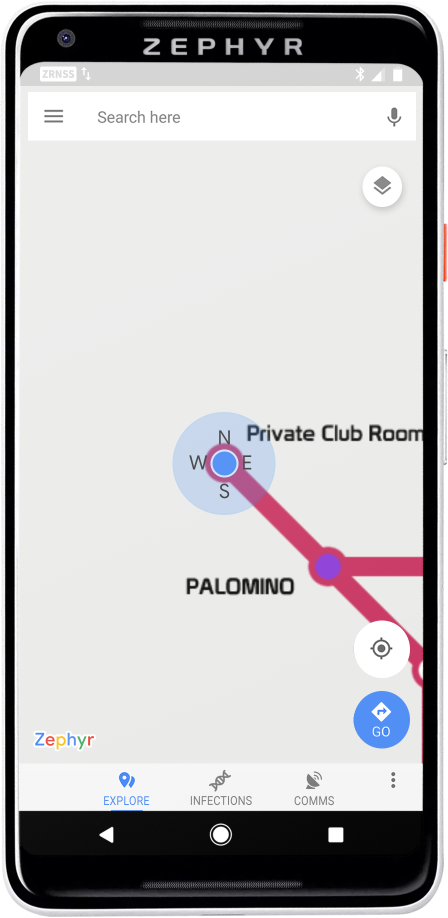 ZEPHYR
ZRNSS
Search here
N
Private Club Room
W E
S
PALOMINO
GO
Zephyr
EXPLORE INFECTIONS COMMS